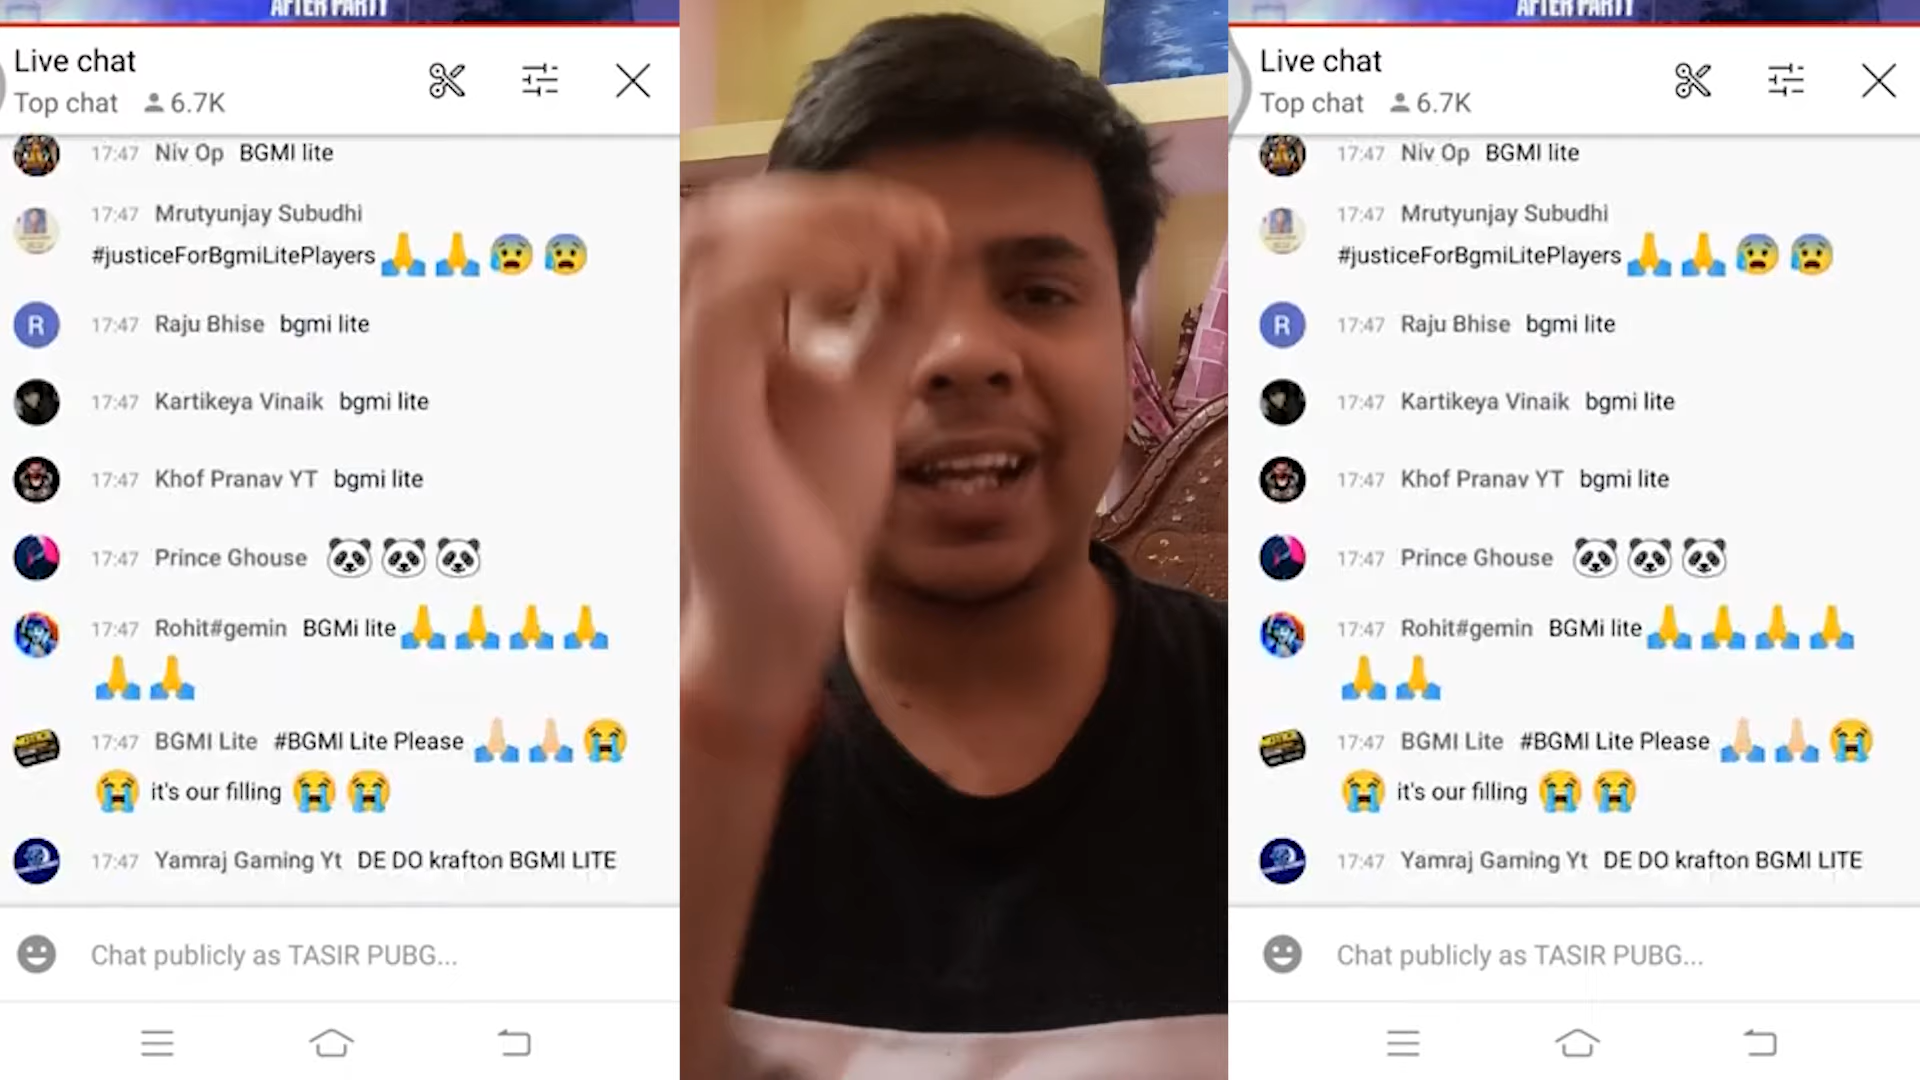 AFTER PARTY
Live chat
Top chat 6.7K
17:47 Niv Op BGMI lite
17:47 Mrutyunjay Subudhi
#justiceForBgmiLitePlayers🙏🙏😰😰
R 17:47 Raju Bhise bgmi lite
17:47 Kartikeya Vinaik bgmi lite
17:47 Khof Pranav YT bgmi lite
17:47 Prince Ghouse 🐼🐼🐼
17:47 Rohit#gemin BGMi lite🙏🙏🙏🙏
🙏🙏
17:47 BGMI Lite #BGMI Lite Please 🙏🏻🙏🏻😭
😭 it's our filling 😭😭
17:47 Yamraj Gaming Yt DE DO krafton BGMI LITE
Chat publicly as TASIR PUBG...
AFTER PARTY
Live chat
Top chat 6.7K
17:47 Niv Op BGMI lite
17:47 Mrutyunjay Subudhi
#justiceForBgmiLitePlayers🙏🙏😰😰
R 17:47 Raju Bhise bgmi lite
17:47 Kartikeya Vinaik bgmi lite
17:47 Khof Pranav YT bgmi lite
17:47 Prince Ghouse 🐼🐼🐼
17:47 Rohit#gemin BGMi lite🙏🙏🙏🙏
🙏🙏
17:47 BGMI Lite #BGMI Lite Please 🙏🏻🙏🏻😭
😭 it's our filling 😭😭
17:47 Yamraj Gaming Yt DE DO krafton BGMI LITE
Chat publicly as TASIR PUBG...